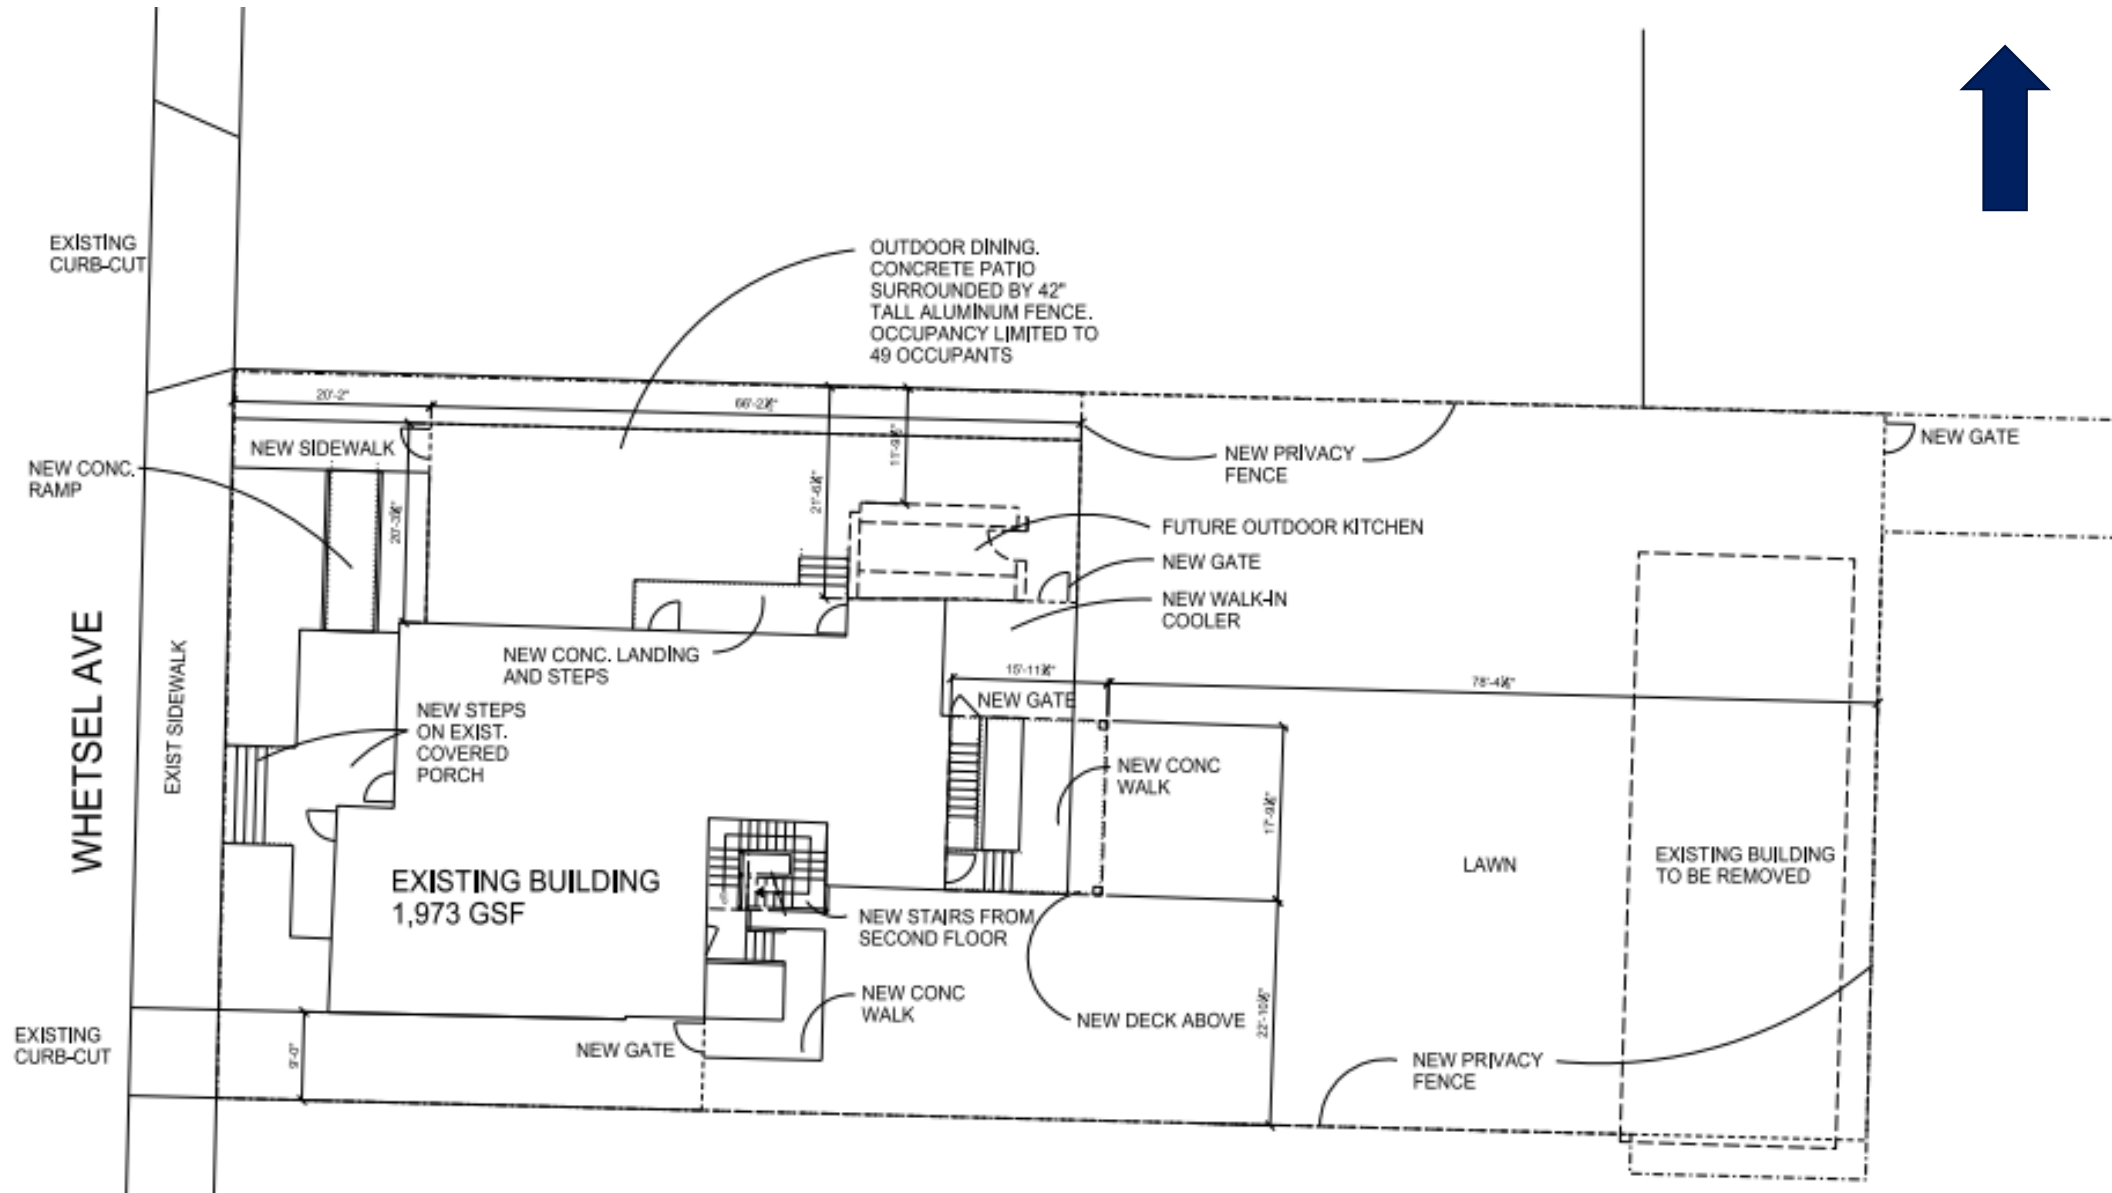 EXISTING
CURB-CUT
OUTDOOR DINING.
CONCRETE PATIO
SURROUNDED BY 42"
TALL ALUMINUM FENCE.
OCCUPANCY LIMITED TO
49 OCCUPANTS
20'-2"
NEW SIDEWALK
NEW GATE
NEW PRIVACY
FENCE
NEW CONC.
RAMP
FUTURE OUTDOOR KITCHEN
NEW GATE
NEW WALK-IN
COOLER
WHETSEL AVE
EXIST SIDEWALK
NEW CONC. LANDING
AND STEPS
NEW GATE
NEW STEPS
ON EXIST.
COVERED
PORCH
NEW CONC
WALK
LAWN
EXISTING BUILDING
TO BE REMOVED
EXISTING BUILDING
1,973 GSF
NEW STAIRS FROM
SECOND FLOOR
NEW CONC
WALK
NEW DECK ABOVE
EXISTING
CURB-CUT
9'-0"
NEW GATE
NEW PRIVACY
FENCE